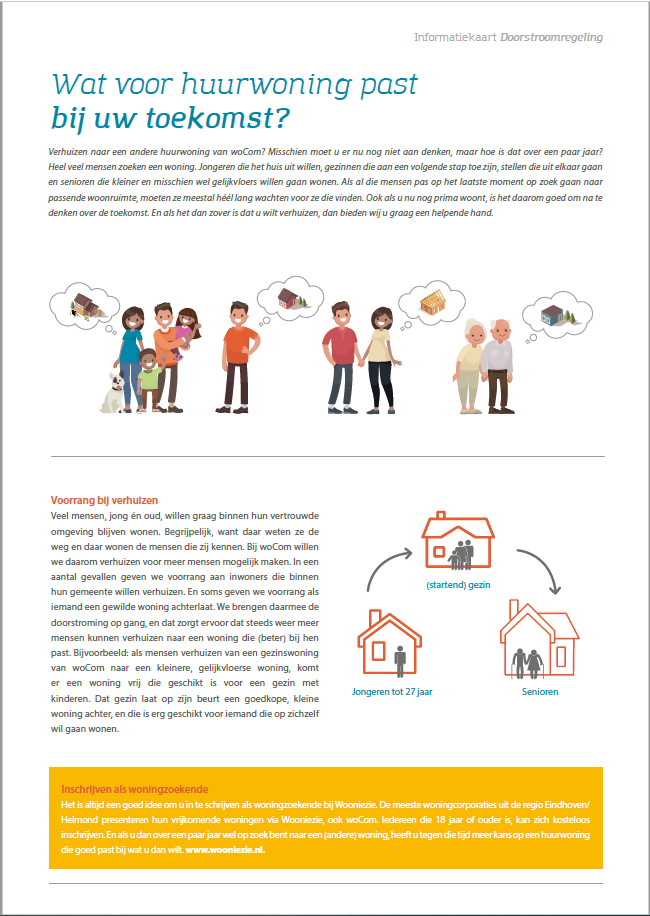 Informatiekaart Doorstroomregeling
Wat voor huurwoning past
bij uw toekomst?
Verhuizen naar een andere huurwoning van woCom? Misschien moet u er nu nog niet aan denken, maar hoe is dat over een paar jaar?
Heel veel mensen zoeken een woning. Jongeren die het huis uit willen, gezinnen die aan een volgende stap toe zijn, stellen die uit elkaar gaan
en senioren die kleiner en misschien wel gelijkvloers willen gaan wonen. Als al die mensen pas op het laatste moment op zoek gaan naar
passende woonruimte, moeten ze meestal héél lang wachten voor ze die vinden. Ook als u nu nog prima woont, is het daarom goed om na te
denken over de toekomst. En als het dan zover is dat u wilt verhuizen, dan bieden wij u graag een helpende hand.
Voorrang bij verhuizen
Veel mensen, jong én oud, willen graag binnen hun vertrouwde
omgeving blijven wonen. Begrijpelijk, want daar weten ze de
weg en daar wonen de mensen die zij kennen. Bij woCom willen
we daarom verhuizen voor meer mensen mogelijk maken. In een
aantal gevallen geven we voorrang aan inwoners die binnen
hun gemeente willen verhuizen. En soms geven we voorrang als
iemand een gewilde woning achterlaat. We brengen daarmee de
doorstroming op gang, en dat zorgt ervoor dat steeds weer meer
mensen kunnen verhuizen naar een woning die (beter) bij hen
past. Bijvoorbeeld: als mensen verhuizen van een gezinswoning
van woCom naar een kleinere, gelijkvloerse woning, komt
er een woning vrij die geschikt is voor een gezin met
kinderen. Dat gezin laat op zijn beurt een goedkope, kleine
woning achter, en die is erg geschikt voor iemand die op zichzelf
wil gaan wonen.
(startend) gezin
Jongeren tot 27 jaar
Senioren
Inschrijven als woningzoekende
Het is altijd een goed idee om u in te schrijven als woningzoekende bij Wooniezie. De meeste woningcorporaties uit de regio Eindhoven/
Helmond presenteren hun vrijkomende woningen via Wooniezie, ook woCom. Iedereen die 18 jaar of ouder is, kan zich kosteloos
inschrijven. En als u dan over een paar jaar wel op zoek bent naar een (andere) woning, heeft u tegen die tijd meer kans op een huurwoning
die goed past bij wat u dan wilt. www.wooniezie.nl.